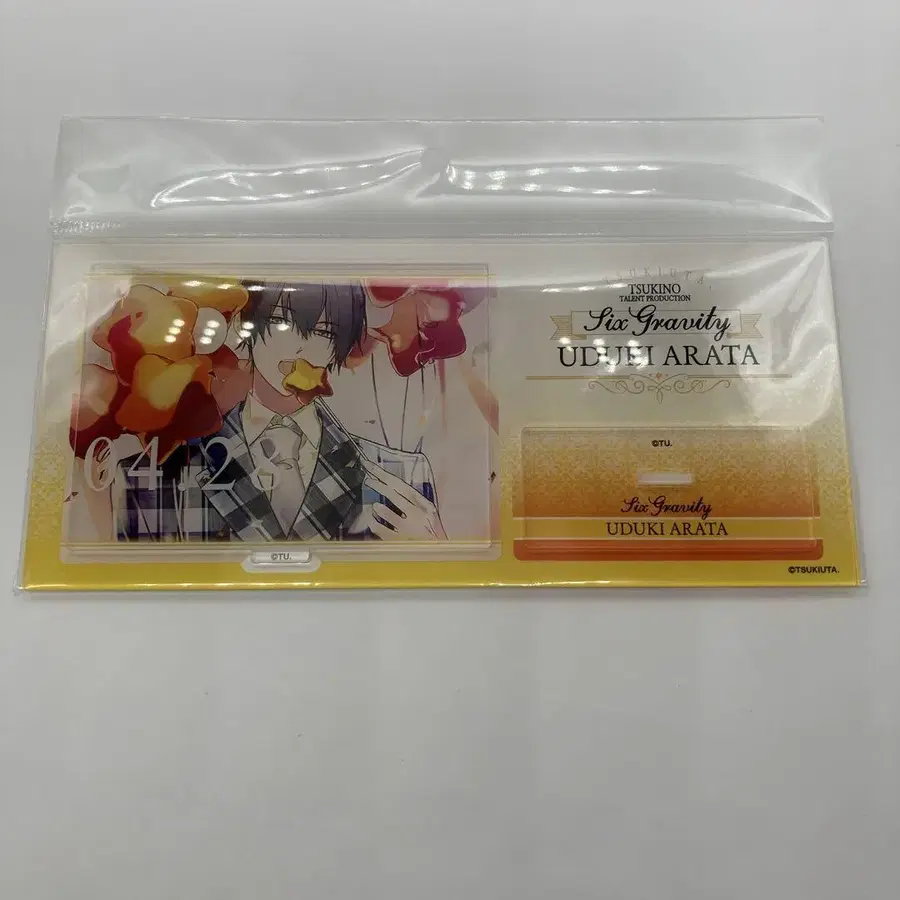 04.28
©TU.
TSUKIUTA.
TSUKINO
TALENT PRODUCTION
Six Gravity
UDUKI ARATA
©TU.
Six Gravity
UDUKI ARATA
©TSUKIUTA.